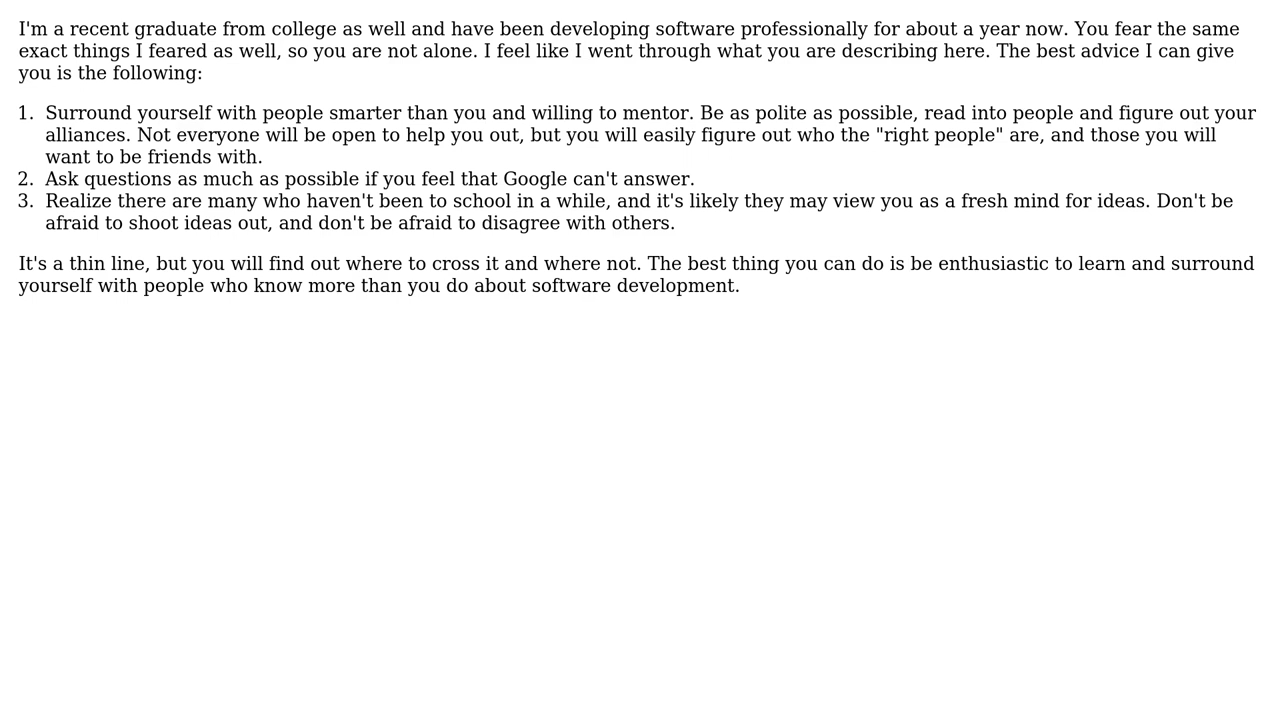 I'm a recent graduate from college as well and have been developing software professionally for about a year now. You fear the same
exact things I feared as well, so you are not alone. I feel like I went through what you are describing here. The best advice I can give
you is the following:
1. Surround yourself with people smarter than you and willing to mentor. Be as polite as possible, read into people and figure out your
alliances. Not everyone will be open to help you out, but you will easily figure out who the "right people" are, and those you will
want to be friends with.
2. Ask questions as much as possible if you feel that Google can't answer.
3. Realize there are many who haven't been to school in a while, and it's likely they may view you as a fresh mind for ideas. Don't be
afraid to shoot ideas out, and don't be afraid to disagree with others.
It's a thin line, but you will find out where to cross it and where not. The best thing you can do is be enthusiastic to learn and surround
yourself with people who know more than you do about software development.